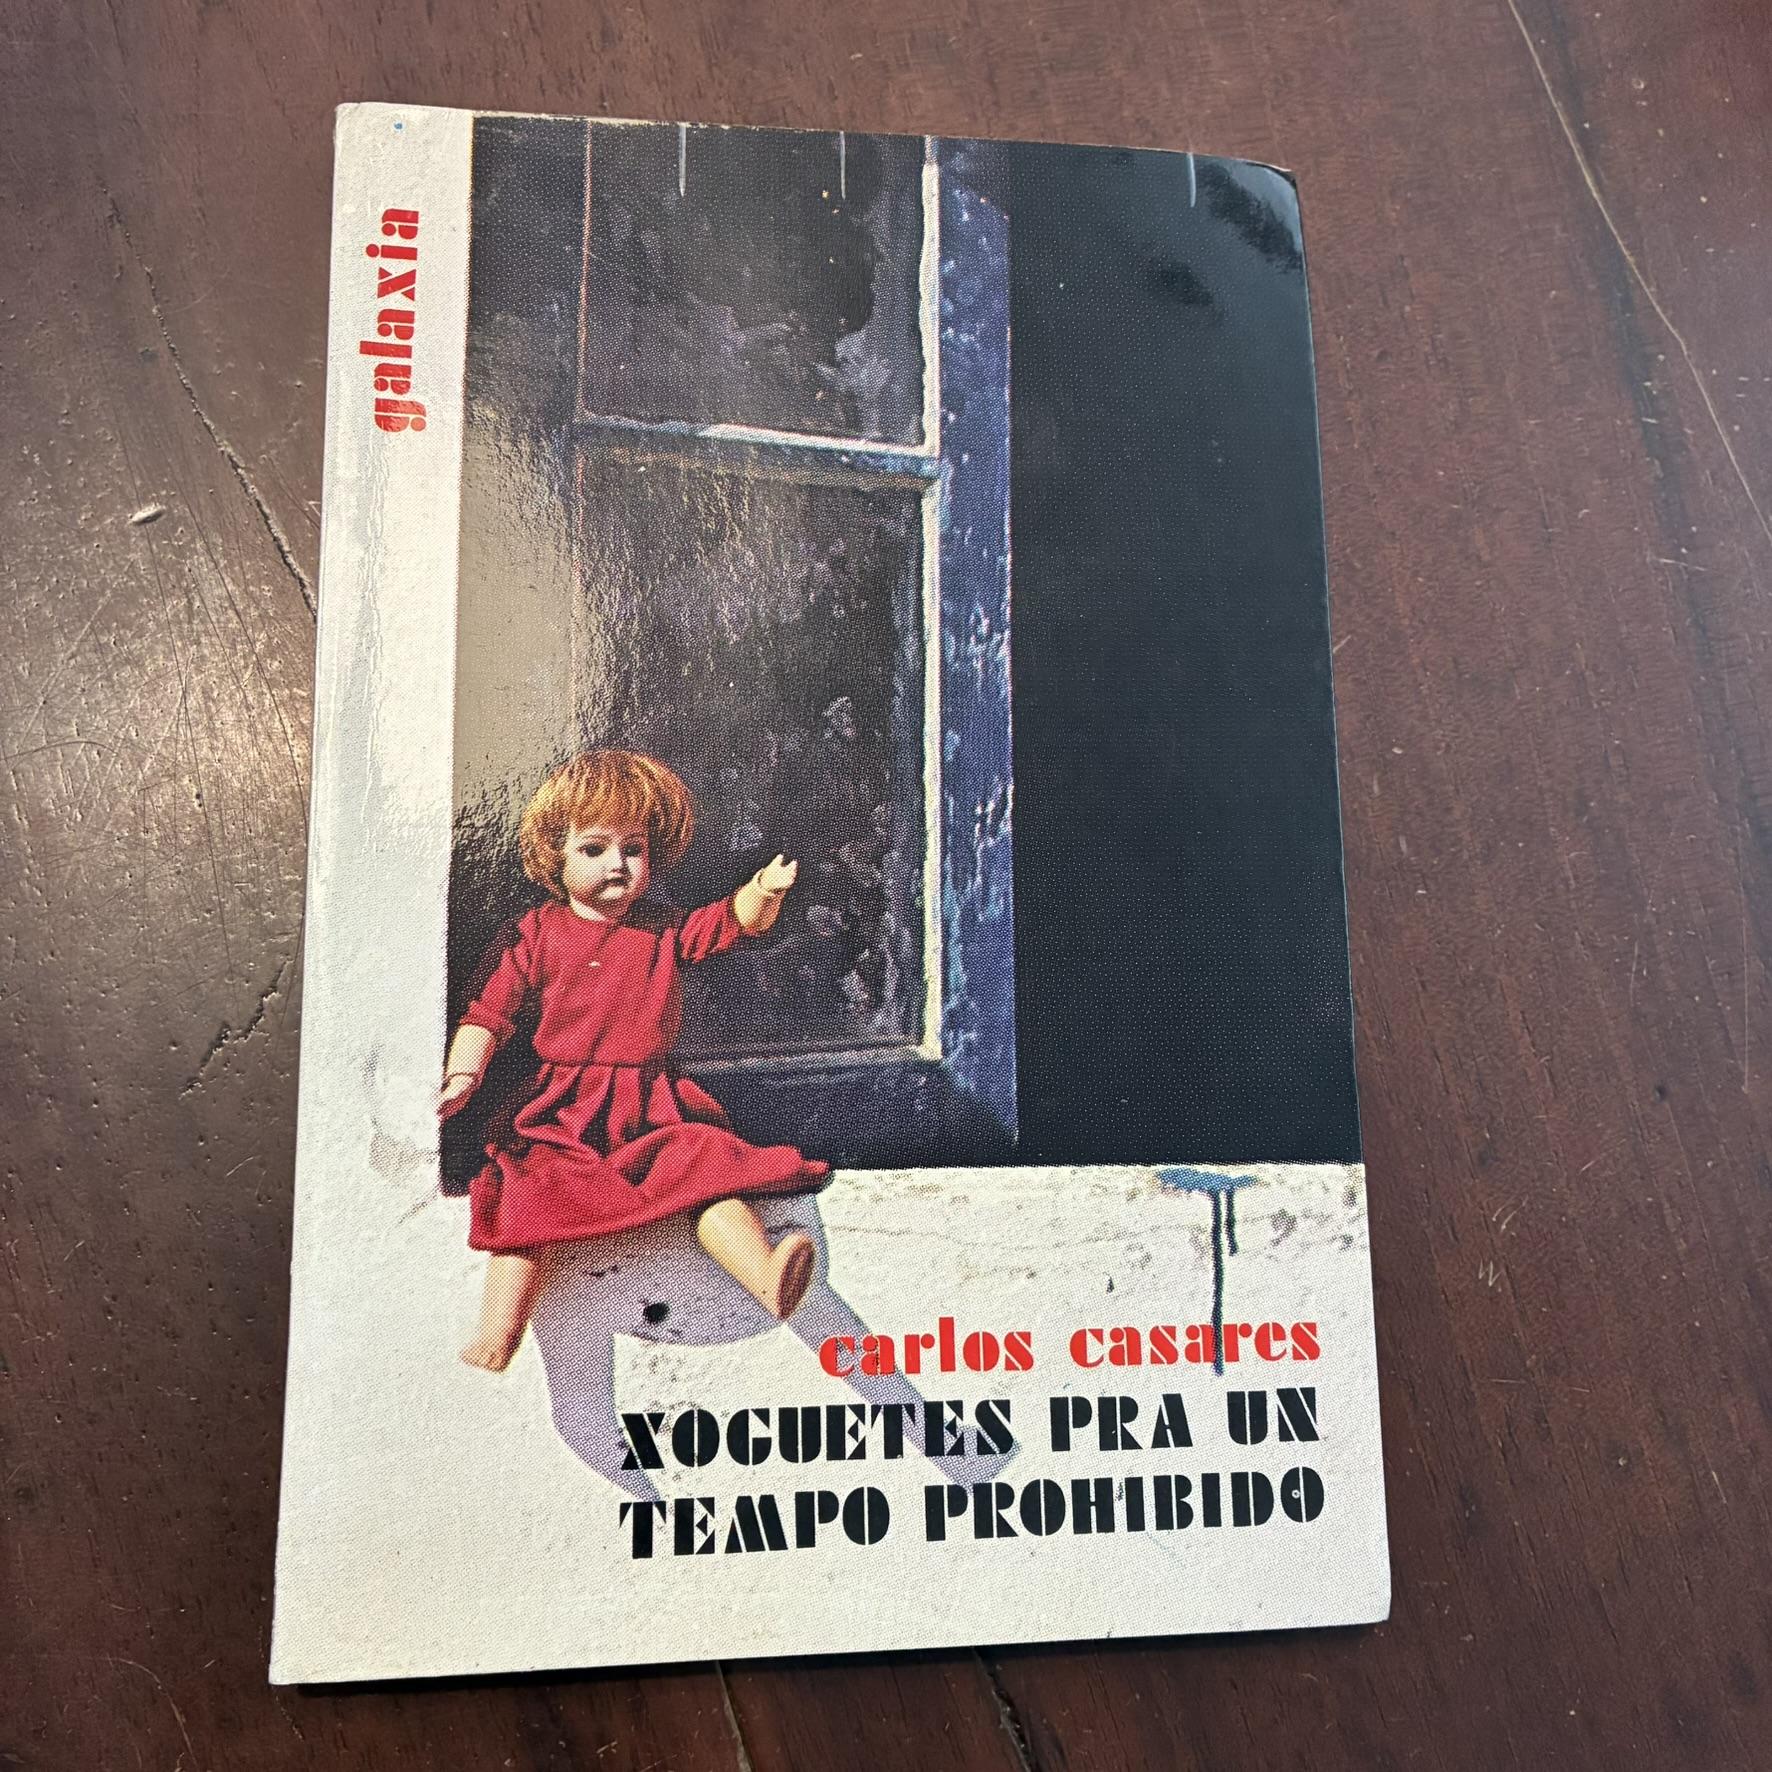 galaxia
carlos casares
XOGUETES PRA UN
TEMPO PROHIBIDO